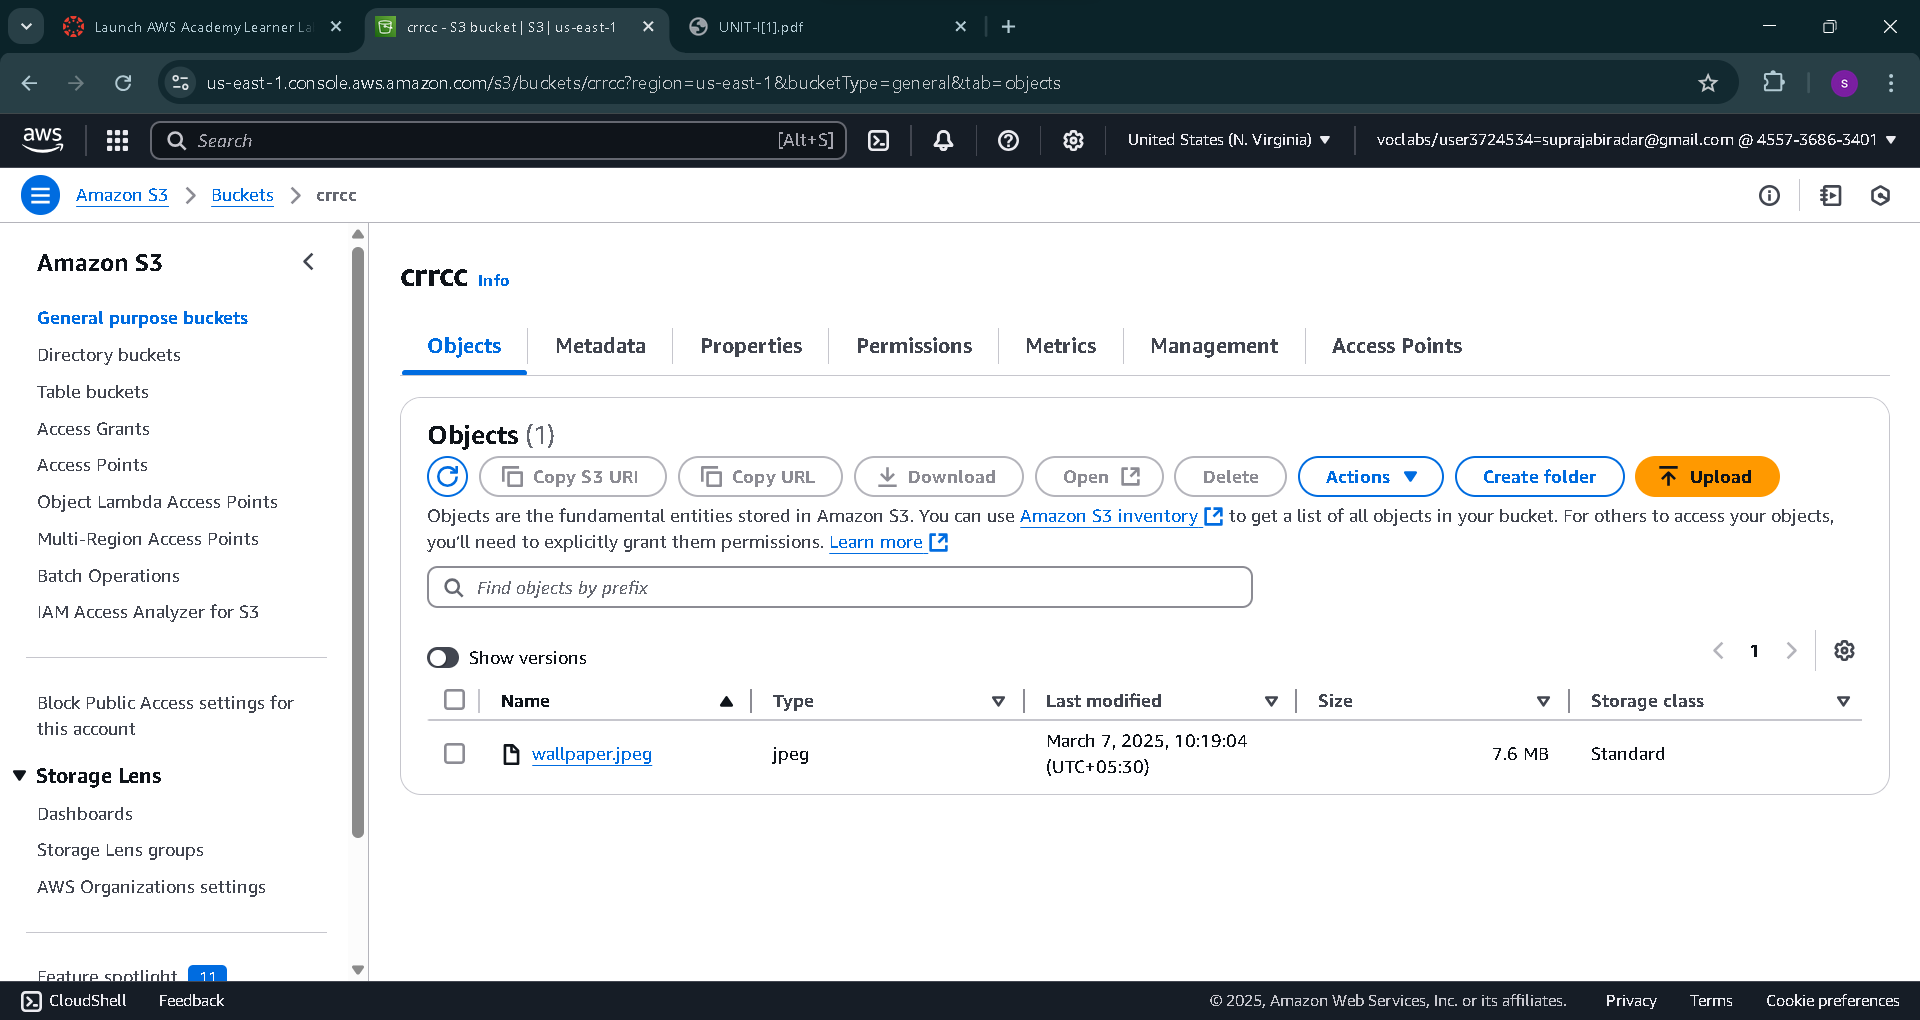 Launch AWS Academy Learner La
crrcc - S3 bucket | S3 | us-east-1
UNIT-I[1].pdf
us-east-1.console.aws.amazon.com/s3/buckets/crrcc?region=us-east-1&bucketType=general&tab=objects
s
aws
Search
[Alt+S]
United States (N. Virginia)
voclabs/user3724534=suprajabiradar@gmail.com @ 4557-3686-3401
Amazon S3
Buckets
crrcc
Amazon S3
General purpose buckets
Directory buckets
Table buckets
Access Grants
Access Points
Object Lambda Access Points
Multi-Region Access Points
Batch Operations
IAM Access Analyzer for S3
Block Public Access settings for
this account
Storage Lens
Dashboards
Storage Lens groups
AWS Organizations settings
Feature spotlight 11
crrcc Info
Objects
Metadata
Properties
Permissions
Metrics
Management
Access Points
Objects (1)
Copy S3 URI
Copy URL
Download
Open
Delete
Actions
Create folder
Upload
Objects are the fundamental entities stored in Amazon S3. You can use Amazon S3 inventory to get a list of all objects in your bucket. For others to access your objects,
you'll need to explicitly grant them permissions. Learn more
Find objects by prefix
Show versions
1
Name
Type
Last modified
Size
Storage class
wallpaper.jpeg
jpeg
March 7, 2025, 10:19:04
(UTC+05:30)
7.6 MB
Standard
CloudShell
Feedback
© 2025, Amazon Web Services, Inc. or its affiliates.
Privacy
Terms
Cookie preferences